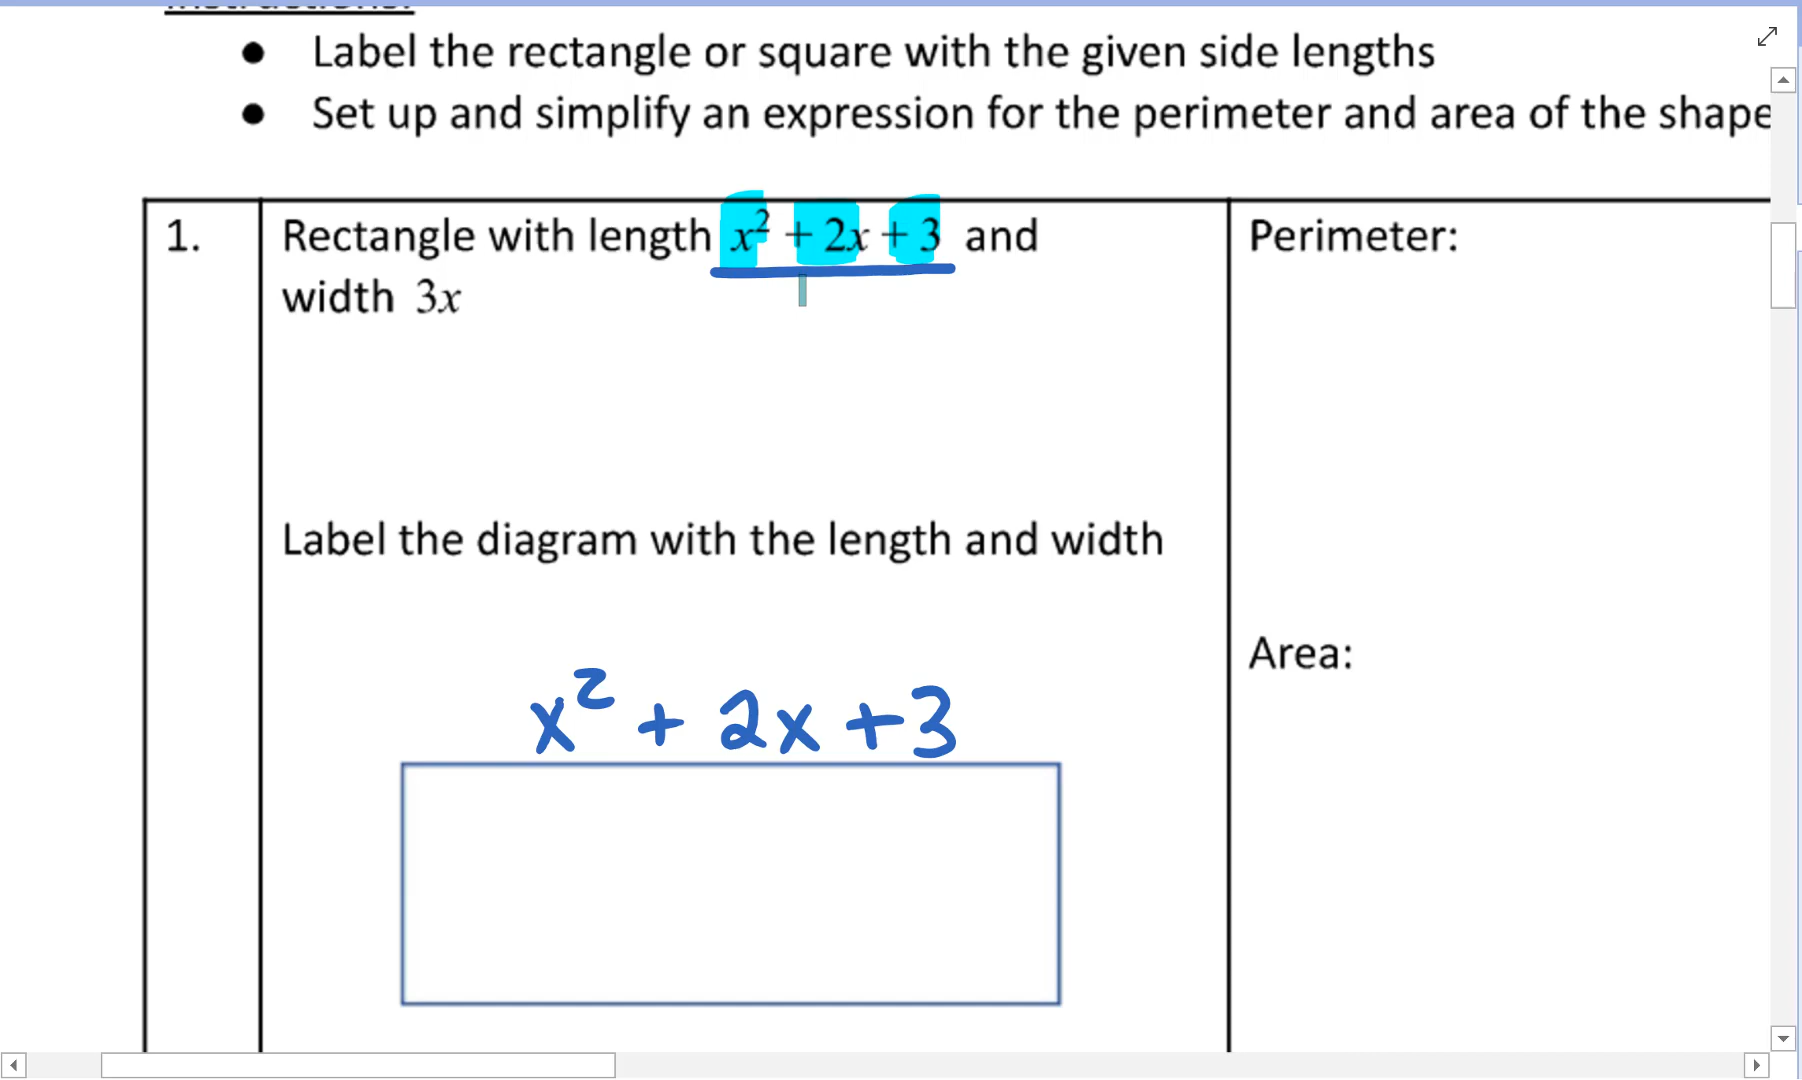 ● Label the rectangle or square with the given side lengths
● Set up and simplify an expression for the perimeter and area of the shape
1. Rectangle with length x² + 2x + 3 and
width 3x
Label the diagram with the length and width
x² + 2x + 3
Perimeter:
Area: